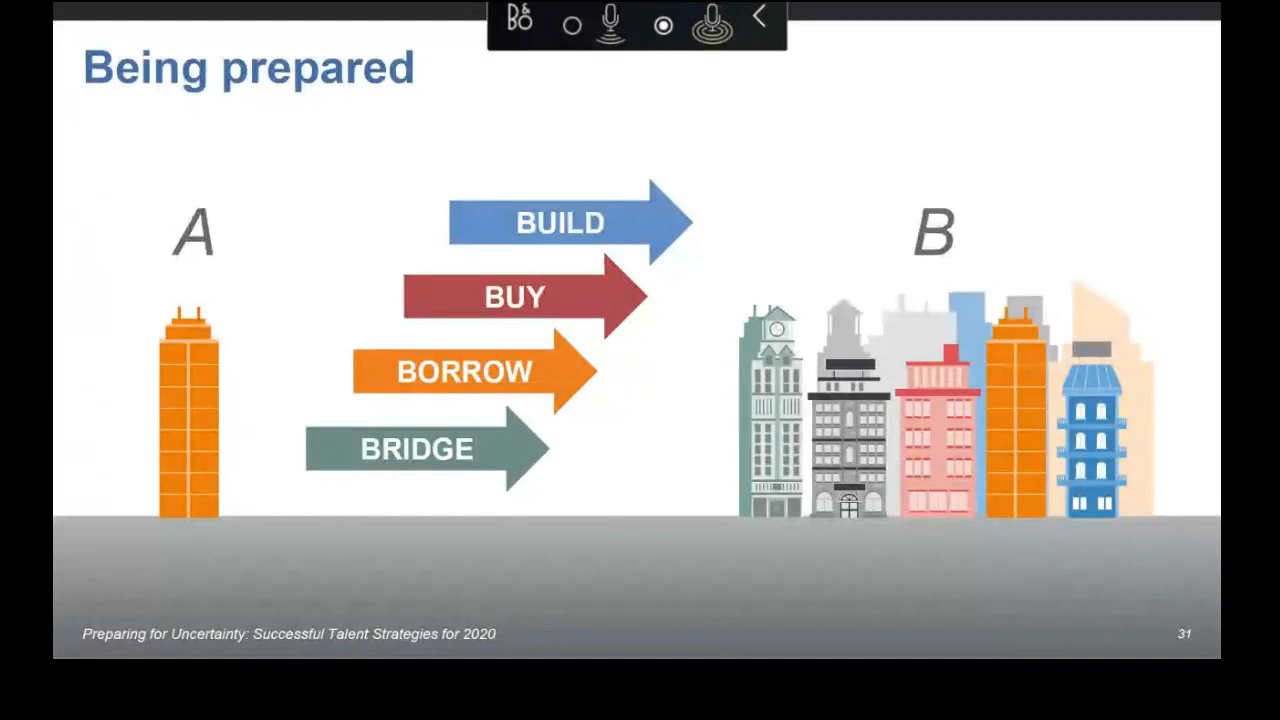 B&O
Being prepared
A
BUILD
BUY
BORROW
BRIDGE
B
Preparing for Uncertainty: Successful Talent Strategies for 2020
31